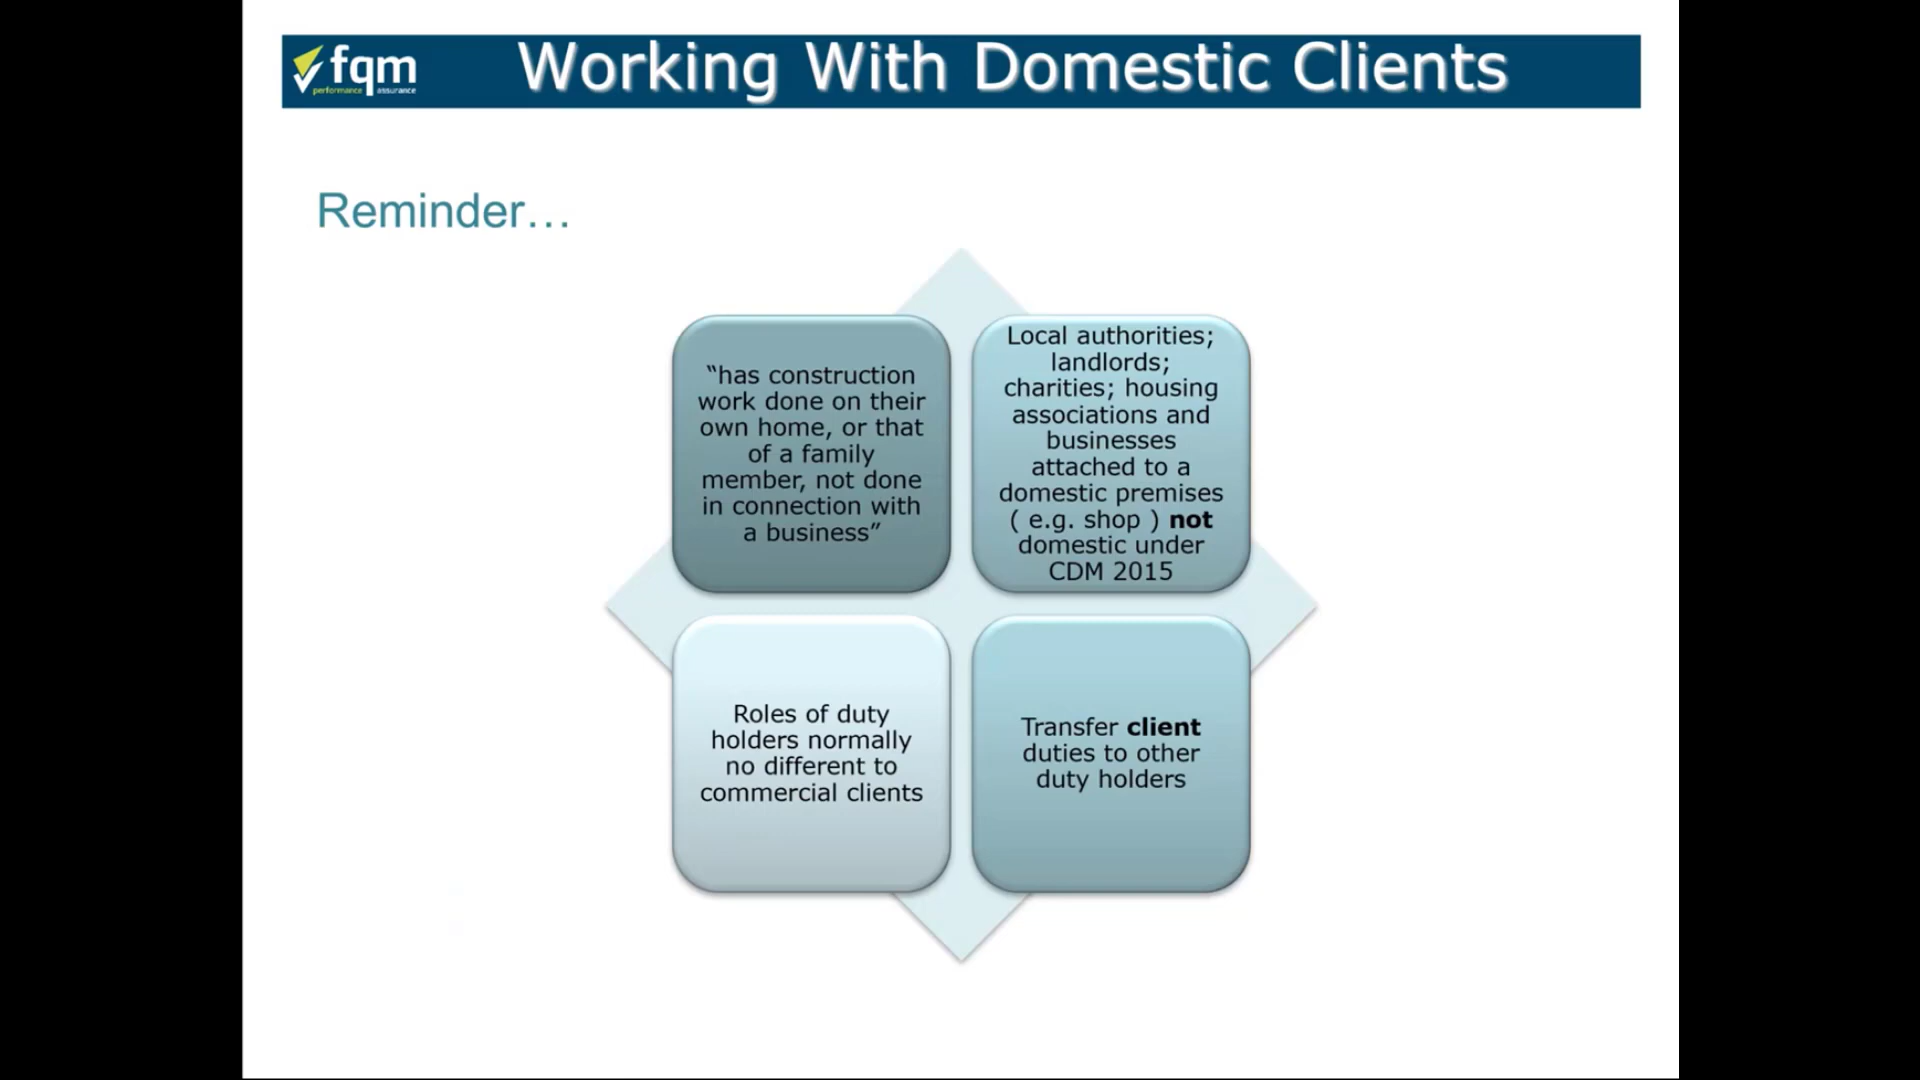 fqm
performance assurance
Working With Domestic Clients
Reminder…
“has construction
work done on their
own home, or that
of a family
member, not done
in connection with
a business”
Local authorities;
landlords;
charities; housing
associations and
businesses
attached to a
domestic premises
( e.g. shop ) not
domestic under
CDM 2015
Roles of duty
holders normally
no different to
commercial clients
Transfer client
duties to other
duty holders